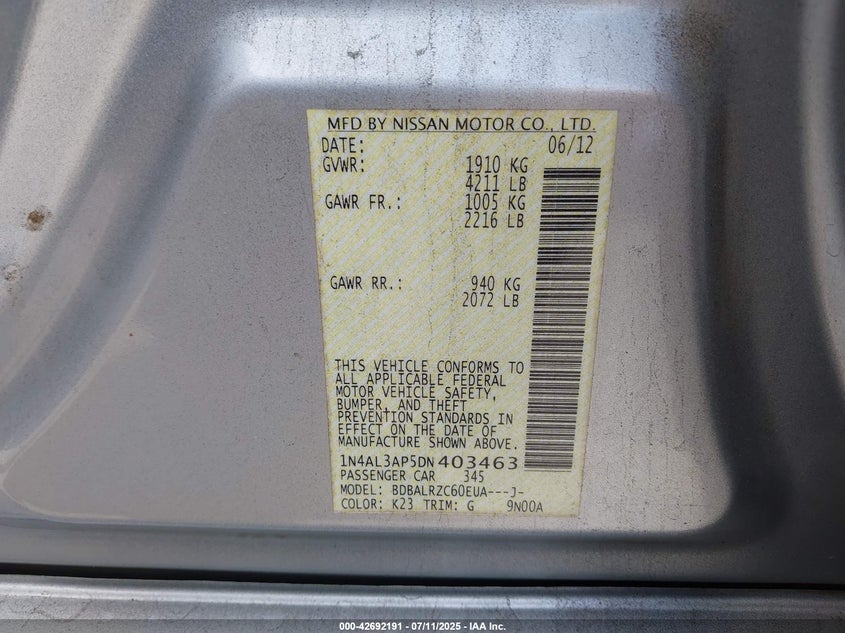 MFD BY NISSAN MOTOR CO., LTD.
DATE: 06/12
GVWR: 1910 KG
4211 LB
GAWR FR.: 1005 KG
2216 LB
GAWR RR.: 940 KG
2072 LB
THIS VEHICLE CONFORMS TO
ALL APPLICABLE FEDERAL
MOTOR VEHICLE SAFETY,
BUMPER, AND THEFT
PREVENTION STANDARDS IN
EFFECT ON THE DATE OF
MANUFACTURE SHOWN ABOVE.
1N4AL3AP5DN403463
PASSENGER CAR 345
MODEL: BDBALRZC60EUA---J-
COLOR: K23 TRIM: G 9N00A
000-42692191 - 07/11/2025 - IAA Inc.